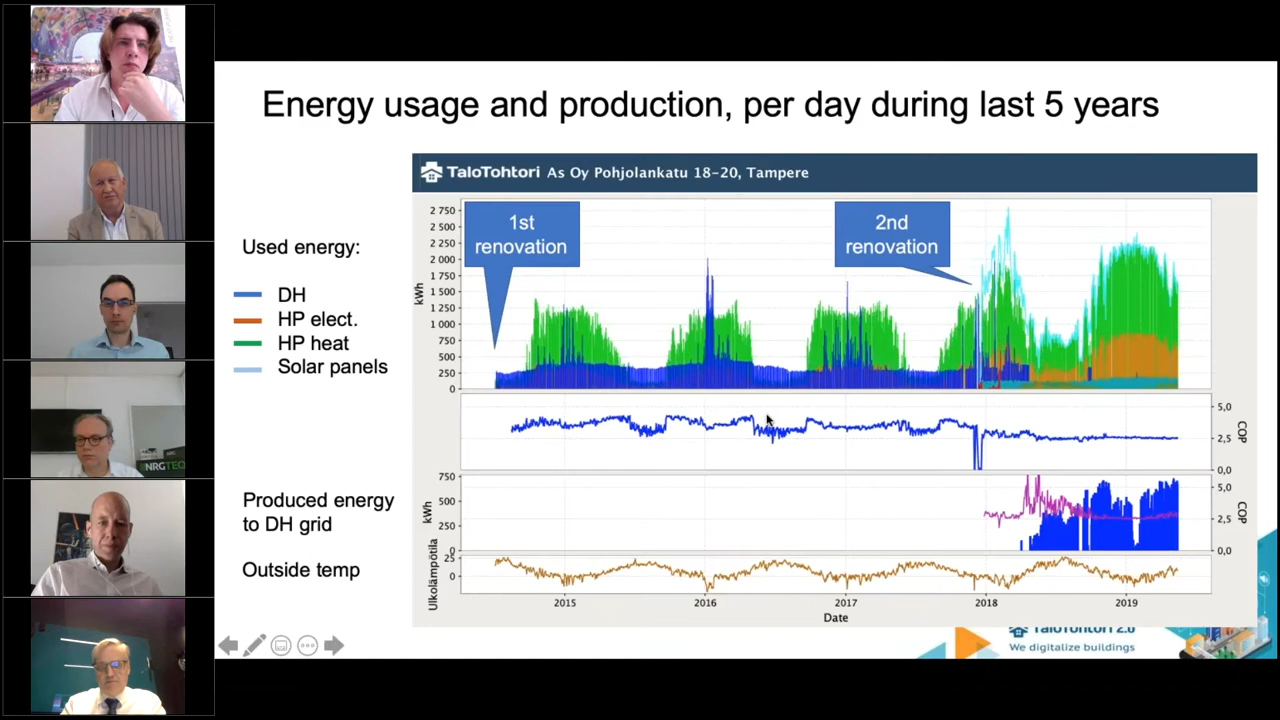 Energy usage and production, per day during last 5 years
TaloTohtori As Oy Pohjolankatu 18-20, Tampere
1st
renovation
2nd
renovation
Used energy:
DH
HP elect.
HP heat
Solar panels
kWh
2 750
2 500
2 250
2 000
1 750
1 500
1 250
1 000
750
500
250
0
5,0
2,5
0,0
COP
Produced energy
to DH grid
kWh
750
500
250
0
5,0
2,5
0,0
COP
Outside temp
Ulkolämpötila
25
0
2015
2016
2017
2018
2019
Date
TaloTohtori 2.0
We digitalize buildings
NRGTEQ